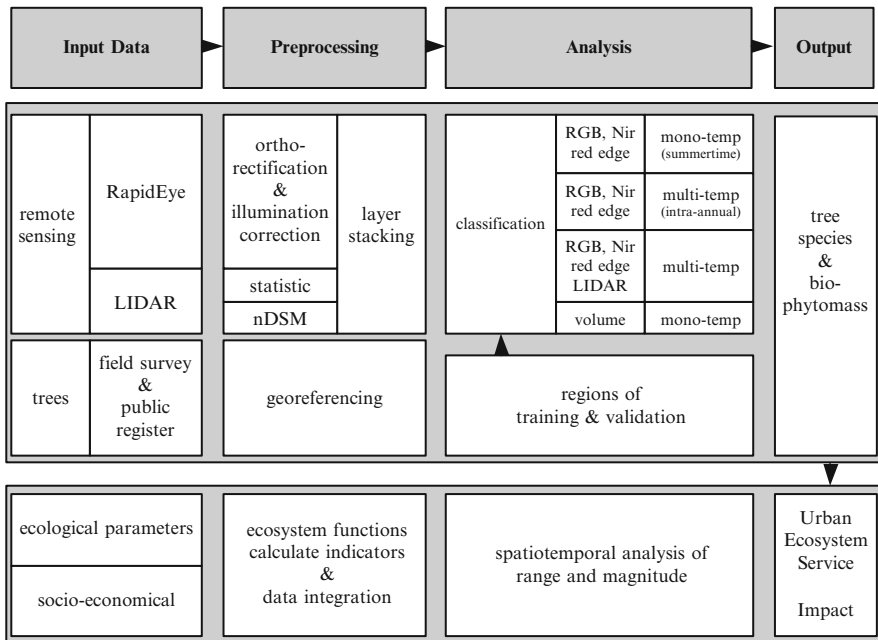 Input Data
Preprocessing
Analysis
Output
remote
sensing
RapidEye
LIDAR
ortho-
rectification
&
illumination
correction
statistic
nDSM
layer
stacking
classification
RGB, Nir
red edge
mono-temp
(summertime)
RGB, Nir
red edge
multi-temp
(intra-annual)
RGB, Nir
red edge
LIDAR
multi-temp
volume
mono-temp
tree
species
&
bio-
phytomass
trees
field survey
&
public
register
georeferencing
regions of
training & validation
ecological parameters
socio-economical
ecosystem functions
calculate indicators
&
data integration
spatiotemporal analysis of
range and magnitude
Urban
Ecosystem
Service
Impact